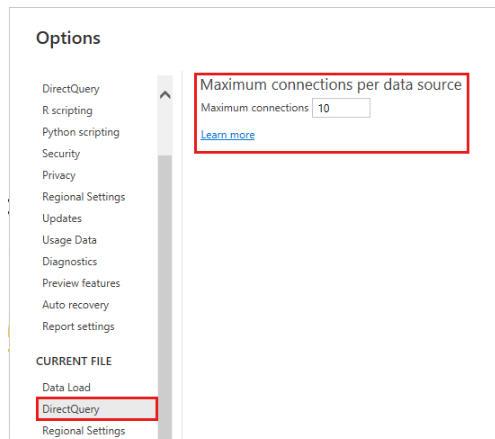 Options
DirectQuery
R scripting
Python scripting
Security
Privacy
Regional Settings
Updates
Usage Data
Diagnostics
Preview features
Auto recovery
Report settings
CURRENT FILE
Data Load
DirectQuery
Regional Settings
Maximum connections per data source
Maximum connections 10
Learn more